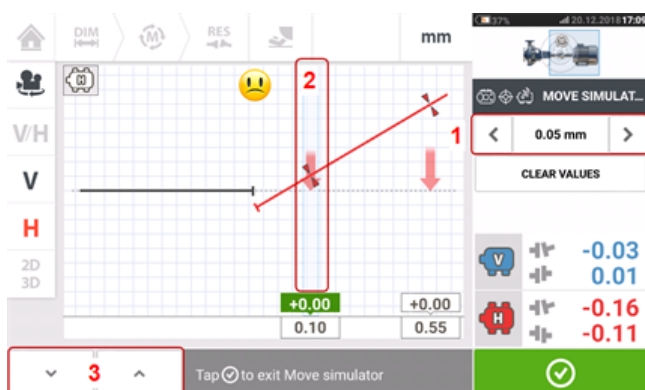 DIM
M
RES
mm
37%
20.12.2018 17:09
MOVE SIMULAT...
1
< 0.05 mm >
CLEAR VALUES
H
2
V/H
V
H
2D
3D
+0.00
+0.00
0.10
0.55
V
-0.03
0.01
H
-0.16
-0.11
3
Tap to exit Move simulator